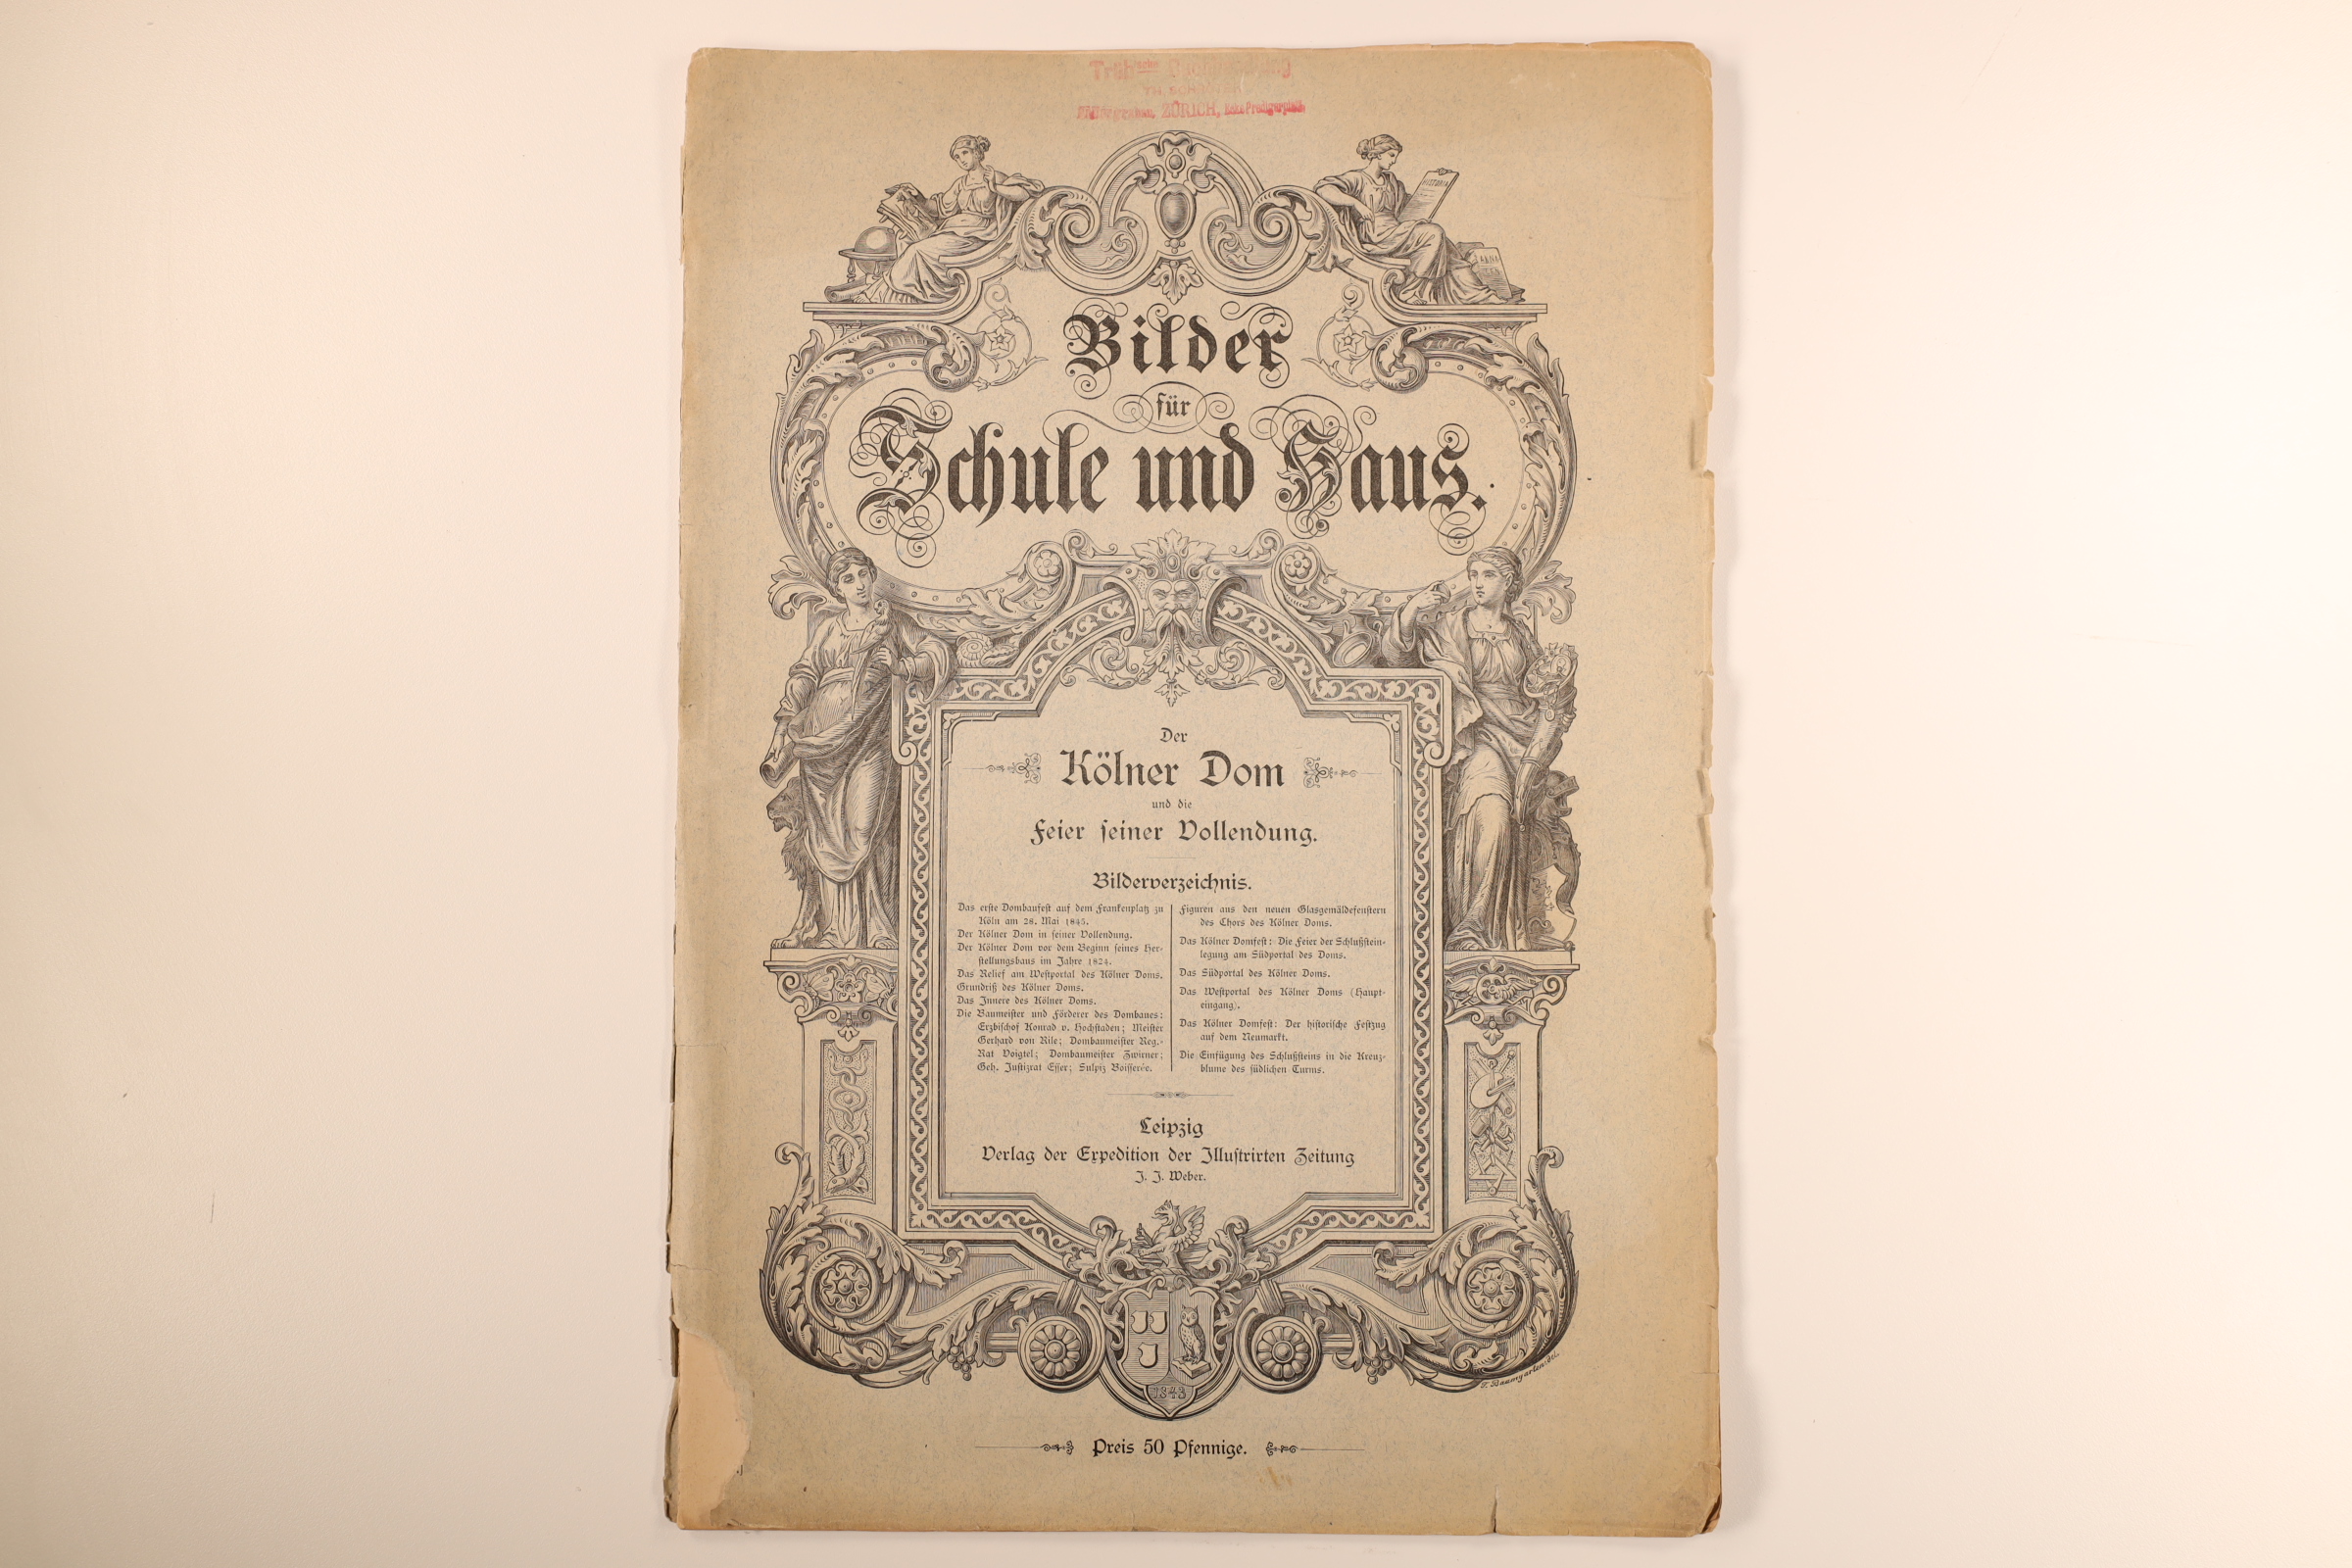 ZÜRICH,
HISTORIA
Bilder
für
Schule und Haus.
Der
Kölner Dom
und die
Feier seiner Vollendung.
Bilderverzeichnis.
Das erste Dombaufest auf dem Frankenplatz zu
Köln am 28. Mai 1845.
Der Kölner Dom in seiner Vollendung.
Der Kölner Dom vor dem Beginn seines Her-
stellungsbaus im Jahre 1824.
Das Relief am Westportal des Kölner Doms.
Grundriß des Kölner Doms.
Das Innere des Kölner Doms.
Die Baumeister und Förderer des Dombaues:
Erzbischof Konrad v. Hochstaden; Meister
Gerhard von Rile; Dombaumeister Reg.-
Rat Voigtel; Dombaumeister Zwirner;
Geh. Justizrat Esser; Sulpiz Boisserée.
Figuren aus den neuen Glasgemäldefenstern
des Chors des Kölner Doms.
Das Kölner Domfest: Die Feier der Schlußstein-
legung am Südportal des Doms.
Das Südportal des Kölner Doms.
Das Westportal des Kölner Doms (Haupt-
eingang).
Das Kölner Domfest: Der historische Festzug
auf dem Neumarkt.
Die Einfügung des Schlußsteins in die Kreuz-
blume des südlichen Turms.
Leipzig
Verlag der Expedition der Illustrirten Zeitung
J. J. Weber.
1843
Baumgarten
Preis 50 Pfennige.